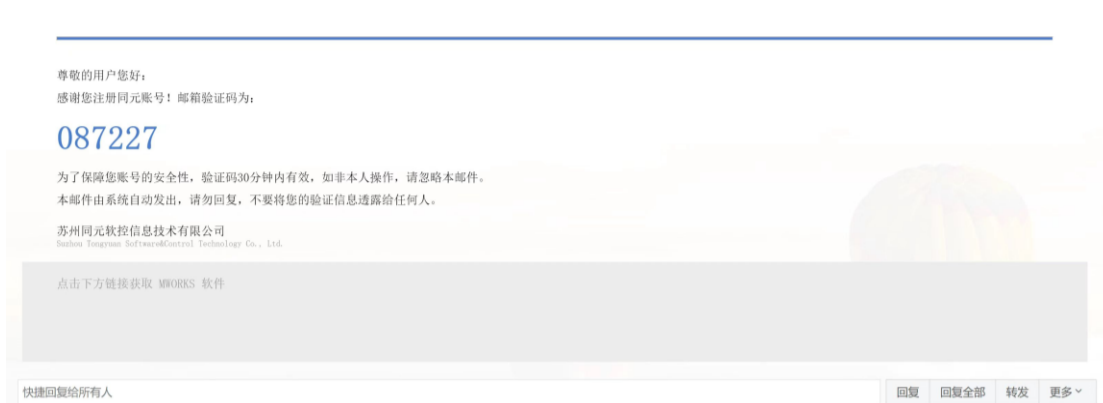 尊敬的用户您好：
感谢您注册同元账号！邮箱验证码为：
087227
为了保障您账号的安全性，验证码30分钟内有效，如非本人操作，请忽略本邮件。
本邮件由系统自动发出，请勿回复，不要将您的验证信息透露给任何人。
苏州同元软控信息技术有限公司
Suzhou Tongyuan Software&Control Technology Co., Ltd.
点击下方链接获取 MWORKS 软件
快捷回复给所有人
回复 回复全部 转发 更多